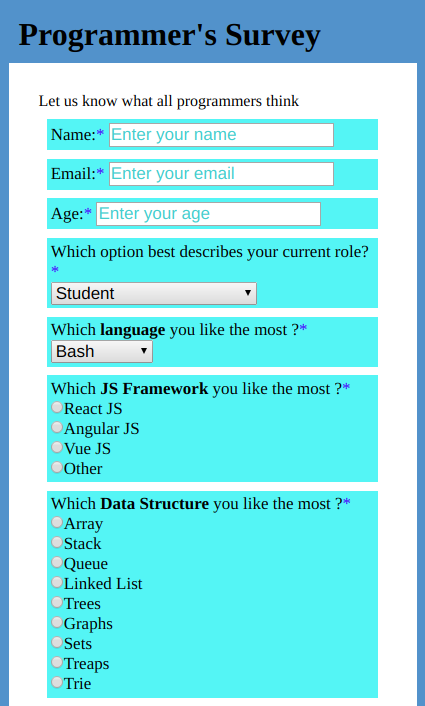 Programmer's Survey
Let us know what all programmers think
Name:* Enter your name
Email:* Enter your email
Age:* Enter your age
Which option best describes your current role?
*
Student
Which language you like the most ?*
Bash
Which JS Framework you like the most ?*
React JS
Angular JS
Vue JS
Other
Which Data Structure you like the most ?*
Array
Stack
Queue
Linked List
Trees
Graphs
Sets
Treaps
Trie